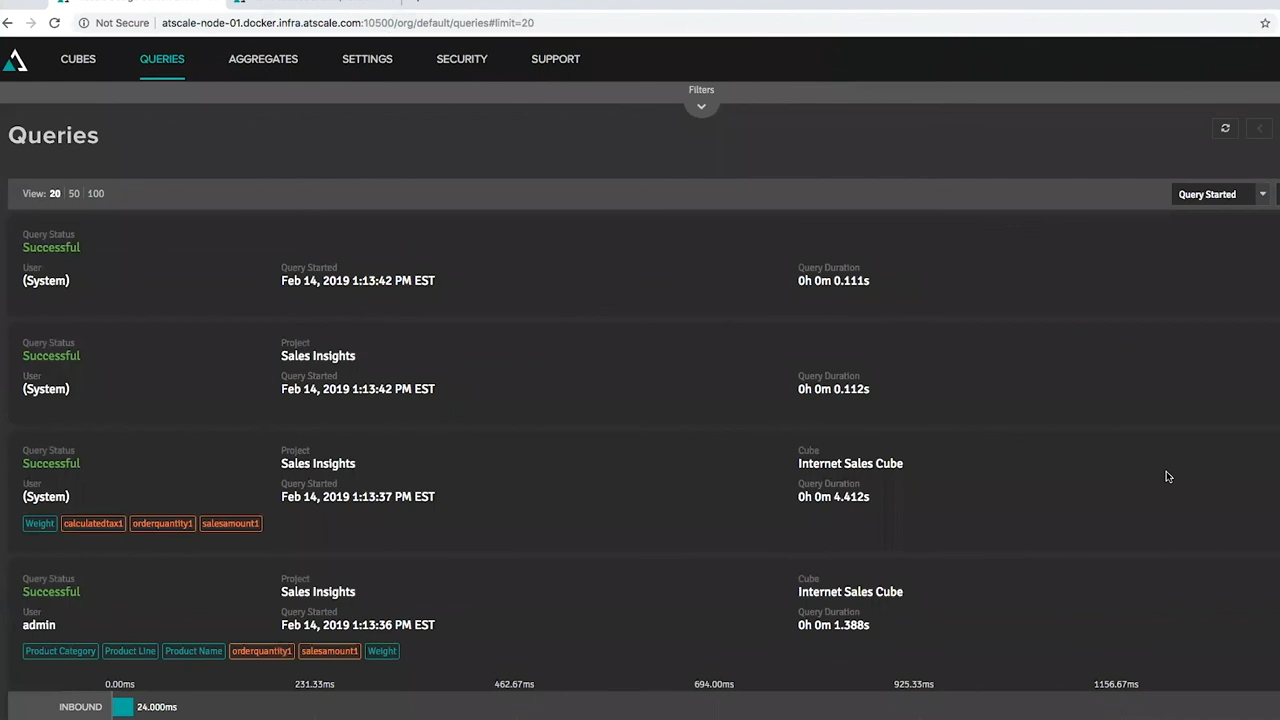 Not Secure | atscale-node-01.docker.infra.atscale.com:10500/org/default/queries#limit=20
CUBES QUERIES AGGREGATES SETTINGS SECURITY SUPPORT
Filters
Queries
View: 20 | 50 | 100 Query Started
Query Status
Successful
User Query Started Query Duration
(System) Feb 14, 2019 1:13:42 PM EST 0h 0m 0.111s
Query Status Project
Successful Sales Insights
User Query Started Query Duration
(System) Feb 14, 2019 1:13:42 PM EST 0h 0m 0.112s
Query Status Project Cube
Successful Sales Insights Internet Sales Cube
User Query Started Query Duration
(System) Feb 14, 2019 1:13:37 PM EST 0h 0m 4.412s
Weight calculatedtax1 orderquantity1 salesamount1
Query Status Project Cube
Successful Sales Insights Internet Sales Cube
User Query Started Query Duration
admin Feb 14, 2019 1:13:36 PM EST 0h 0m 1.388s
Product Category Product Line Product Name orderquantity1 salesamount1 Weight
0.00ms 231.33ms 462.67ms 694.00ms 925.33ms 1156.67ms
INBOUND 24.000ms